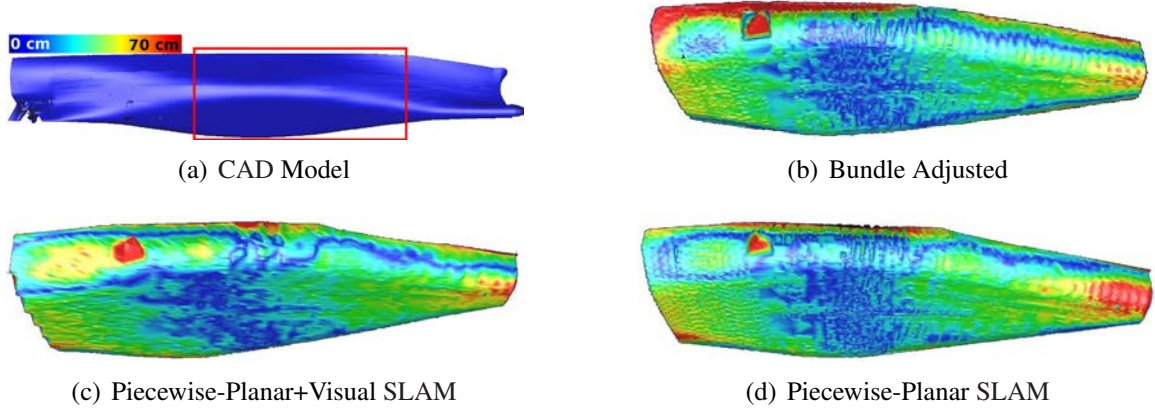 0 cm 70 cm
(a) CAD Model
(b) Bundle Adjusted
(c) Piecewise-Planar+Visual SLAM
(d) Piecewise-Planar SLAM